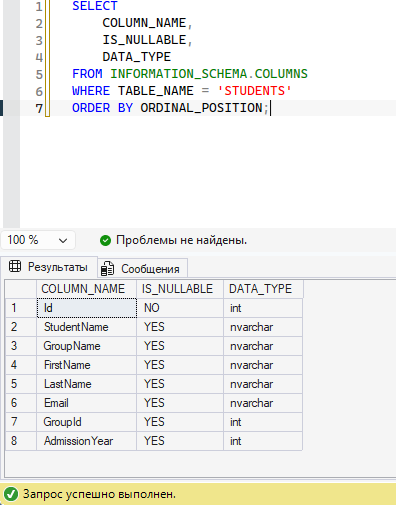 1 SELECT
2 COLUMN_NAME,
3 IS_NULLABLE,
4 DATA_TYPE
5 FROM INFORMATION_SCHEMA.COLUMNS
6 WHERE TABLE_NAME = 'STUDENTS'
7 ORDER BY ORDINAL_POSITION;
100 % Проблемы не найдены.
Результаты Сообщения
COLUMN_NAME IS_NULLABLE DATA_TYPE
1 Id NO int
2 StudentName YES nvarchar
3 GroupName YES nvarchar
4 FirstName YES nvarchar
5 LastName YES nvarchar
6 Email YES nvarchar
7 GroupId YES int
8 AdmissionYear YES int
Запрос успешно выполнен.